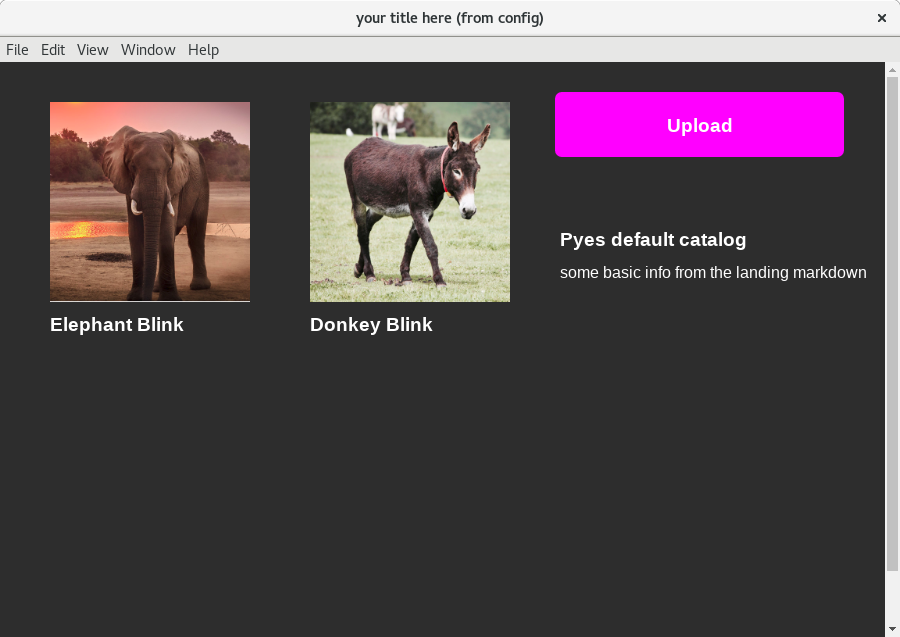 your title here (from config)
File Edit View Window Help
Upload
Pyes default catalog
some basic info from the landing markdown
Elephant Blink
Donkey Blink